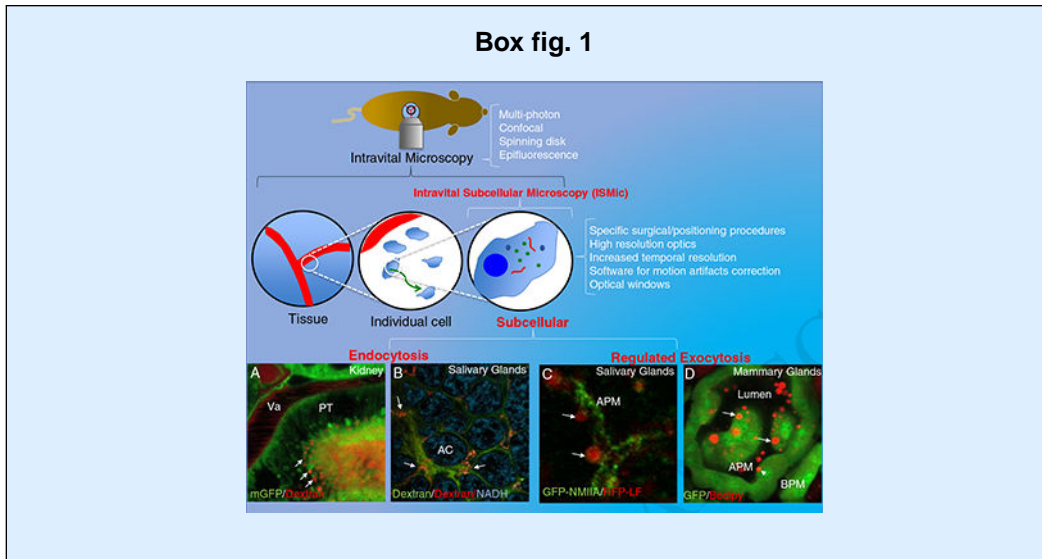 Box fig. 1
Multi-photon
Confocal
Spinning disk
Epifluorescence
Intravital Microscopy
Intravital Subcellular Microscopy (ISMic)
Specific surgical/positioning procedures
High resolution optics
Increased temporal resolution
Software for motion artifacts correction
Optical windows
Tissue
Individual cell
Subcellular
Endocytosis
Regulated Exocytosis
A
Kidney
Va
PT
mGFP/Dextran
B
Salivary Glands
AC
Dextran/Dextran/NADH
C
Salivary Glands
APM
GFP-NMIIA/RFP-LF
D
Mammary Glands
Lumen
APM
BPM
GFP/Bodipy